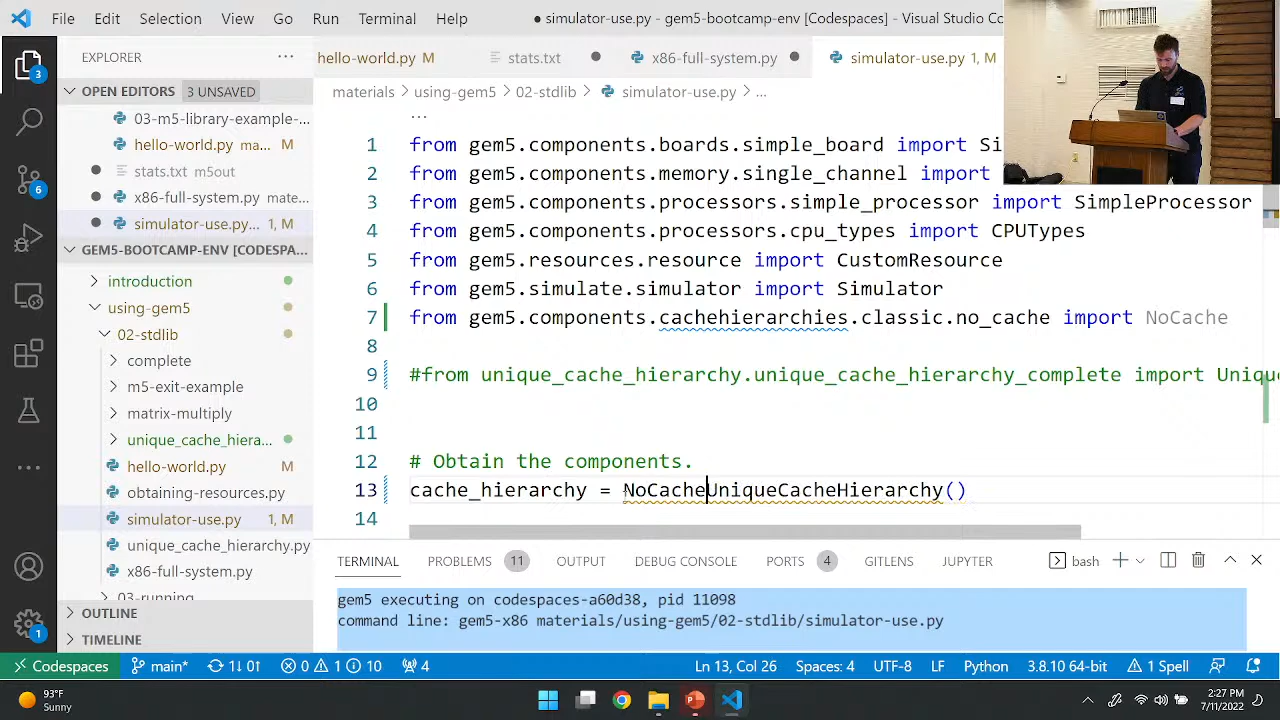 File Edit Selection View Go Run Terminal Help
● simulator-use.py - gem5-bootcamp-env [Codespaces] - Visual Studio Co
EXPLORER ···
OPEN EDITORS 3 UNSAVED
03-m5-library-example-...
hello-world.py ma... M
stats.txt m5out
x86-full-system.py mate...
simulator-use.py... 1, M
GEM5-BOOTCAMP-ENV [CODESPA...
introduction
using-gem5
02-stdlib
complete
m5-exit-example
matrix-multiply
unique_cache_hiera...
hello-world.py M
obtaining-resources.py
simulator-use.py 1, M
unique_cache_hierarchy.py
x86-full-system.py
03-running
OUTLINE
TIMELINE
3
6
1
hello-world.py M
stats.txt
x86-full-system.py
simulator-use.py 1, M
materials > using-gem5 > 02-stdlib > simulator-use.py > ...
...
1 from gem5.components.boards.simple_board import Si
2 from gem5.components.memory.single_channel import
3 from gem5.components.processors.simple_processor import SimpleProcessor
4 from gem5.components.processors.cpu_types import CPUTypes
5 from gem5.resources.resource import CustomResource
6 from gem5.simulate.simulator import Simulator
7 from gem5.components.cachehierarchies.classic.no_cache import NoCache
8
9 #from unique_cache_hierarchy.unique_cache_hierarchy_complete import Unique
10
11
12 # Obtain the components.
13 cache_hierarchy = NoCacheUniqueCacheHierarchy()
14
TERMINAL PROBLEMS 11 OUTPUT DEBUG CONSOLE PORTS 4 GITLENS JUPYTER bash
gem5 executing on codespaces-a60d38, pid 11098
command line: gem5-x86 materials/using-gem5/02-stdlib/simulator-use.py
Codespaces main* 1↓ 0↑ 0 1 10 4 Ln 13, Col 26 Spaces: 4 UTF-8 LF Python 3.8.10 64-bit 1 Spell
93°F
Sunny
2:27 PM
7/11/2022